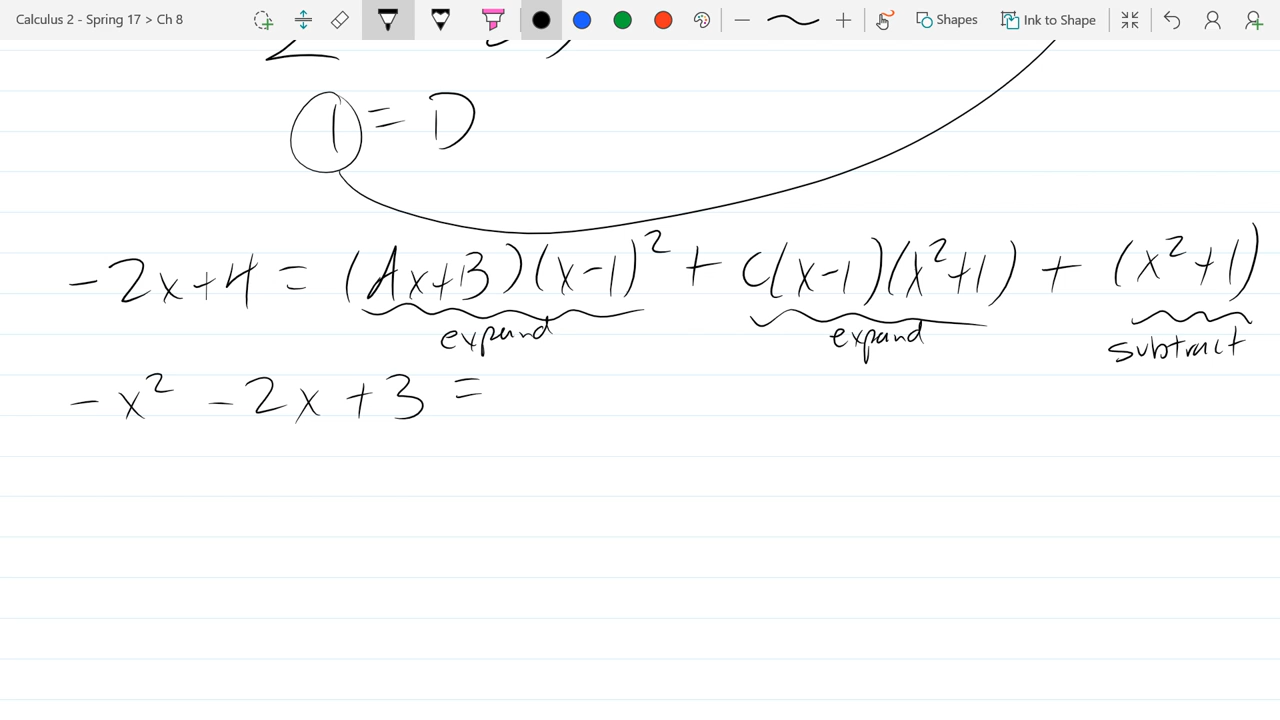 Calculus 2 - Spring 17 > Ch 8
Shapes
Ink to Shape
① = D
-2x+4 = (Ax+B)(x-1)² + C(x-1)(x²+1) + (x²+1)
expand expand subtract
-x² -2x +3 =